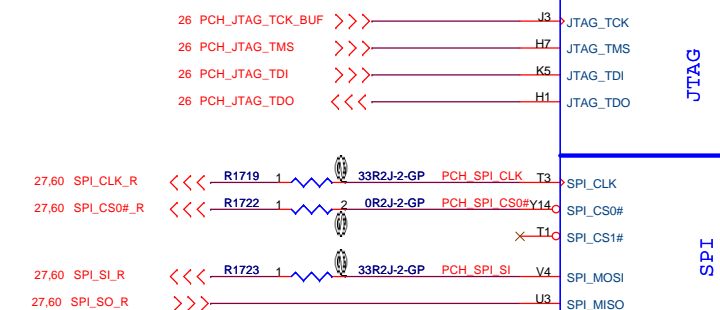 26 PCH_JTAG_TCK_BUF J3 JTAG_TCK
26 PCH_JTAG_TMS H7 JTAG_TMS
26 PCH_JTAG_TDI K5 JTAG_TDI
26 PCH_JTAG_TDO H1 JTAG_TDO
JTAG
27,60 SPI_CLK_R R1719 1 33R2J-2-GP PCH_SPI_CLK T3 SPI_CLK
27,60 SPI_CS0#_R R1722 1 2 0R2J-2-GP PCH_SPI_CS0# Y14 SPI_CS0#
T1 SPI_CS1#
SPI
27,60 SPI_SI_R R1723 1 33R2J-2-GP PCH_SPI_SI V4 SPI_MOSI
27,60 SPI_SO_R U3 SPI_MISO